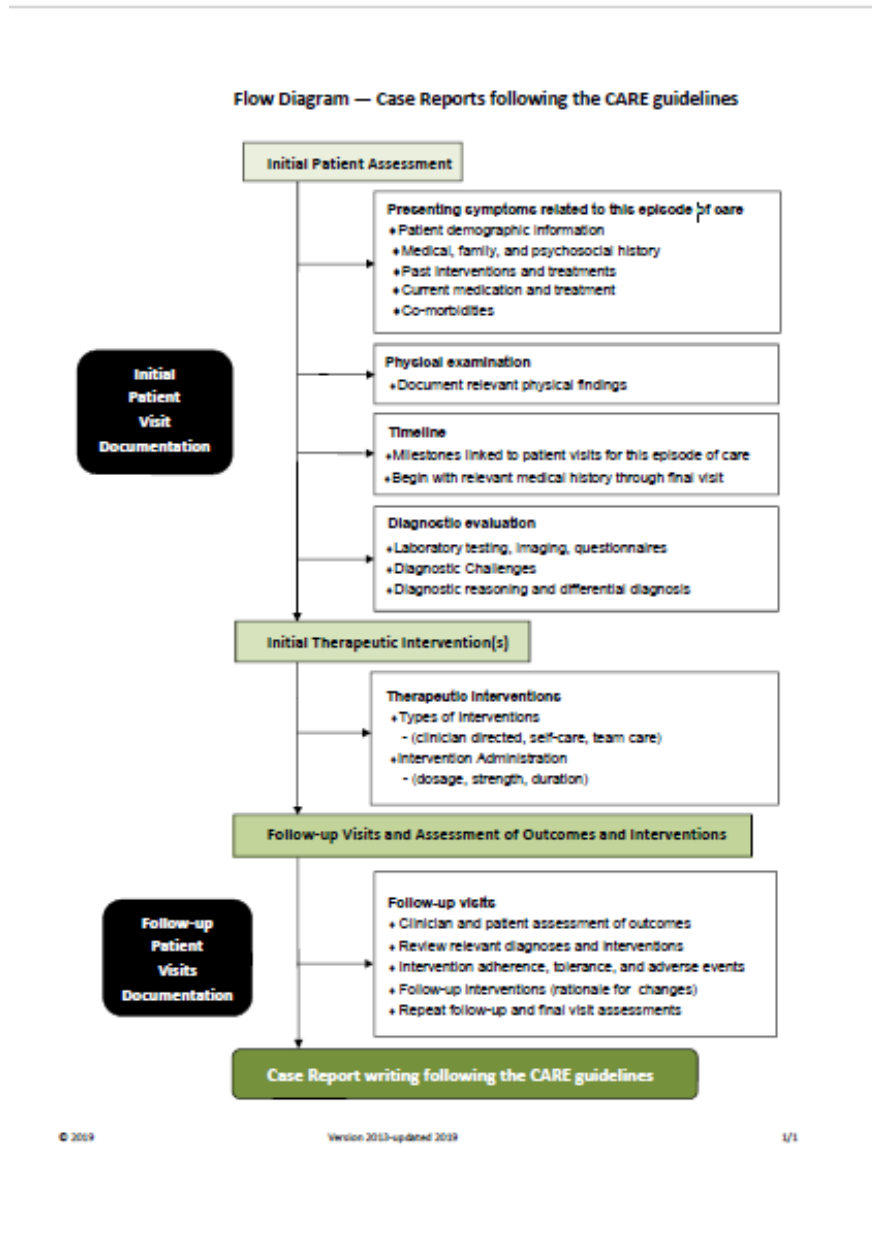 Flow Diagram — Case Reports following the CARE guidelines
Initial Patient Assessment
Presenting symptoms related to this episode of care
♦Patient demographic information
♦Medical, family, and psychosocial history
♦Past interventions and treatments
♦Current medication and treatment
♦Co-morbidities
Initial
Patient
Visit
Documentation
Physical examination
♦Document relevant physical findings
Timeline
♦Milestones linked to patient visits for this episode of care
♦Begin with relevant medical history through final visit
Diagnostic evaluation
♦Laboratory testing, imaging, questionnaires
♦Diagnostic Challenges
♦Diagnostic reasoning and differential diagnosis
Initial Therapeutic Intervention(s)
Therapeutic interventions
♦Types of Interventions
- (clinician directed, self-care, team care)
♦Intervention Administration
- (dosage, strength, duration)
Follow-up Visits and Assessment of Outcomes and Interventions
Follow-up
Patient
Visits
Documentation
Follow-up visits
♦ Clinician and patient assessment of outcomes
♦ Review relevant diagnoses and interventions
♦ Intervention adherence, tolerance, and adverse events
♦ Follow-up interventions (rationale for changes)
♦ Repeat follow-up and final visit assessments
Case Report writing following the CARE guidelines
© 2019
Version 2013-updated 2019
1/1